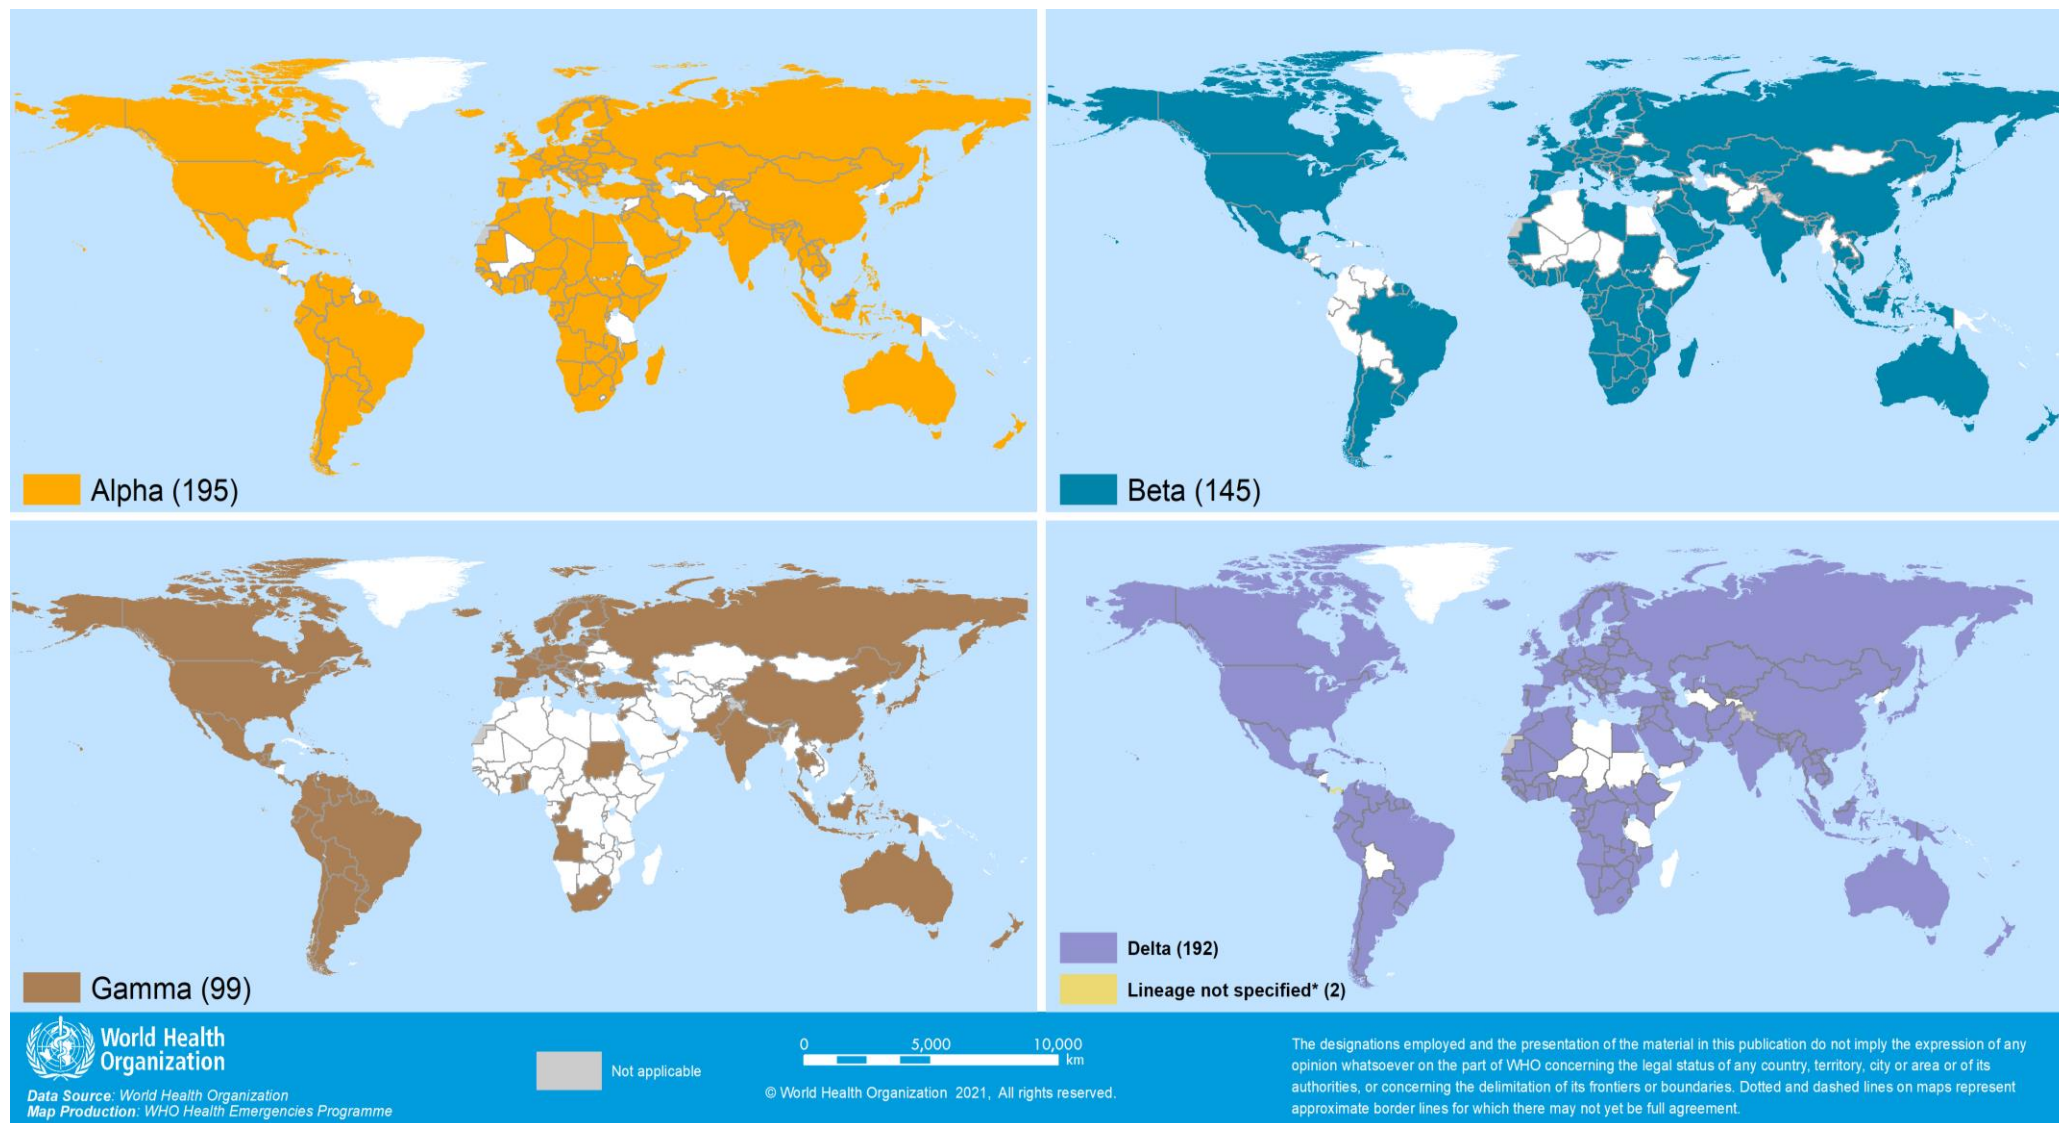 Alpha (195)
Beta (145)
Gamma (99)
Delta (192)
Lineage not specified* (2)
World Health
Organization
Data Source: World Health Organization
Map Production: WHO Health Emergencies Programme
Not applicable
0 5,000 10,000
km
© World Health Organization 2021, All rights reserved.
The designations employed and the presentation of the material in this publication do not imply the expression of any
opinion whatsoever on the part of WHO concerning the legal status of any country, territory, city or area or of its
authorities, or concerning the delimitation of its frontiers or boundaries. Dotted and dashed lines on maps represent
approximate border lines for which there may not yet be full agreement.